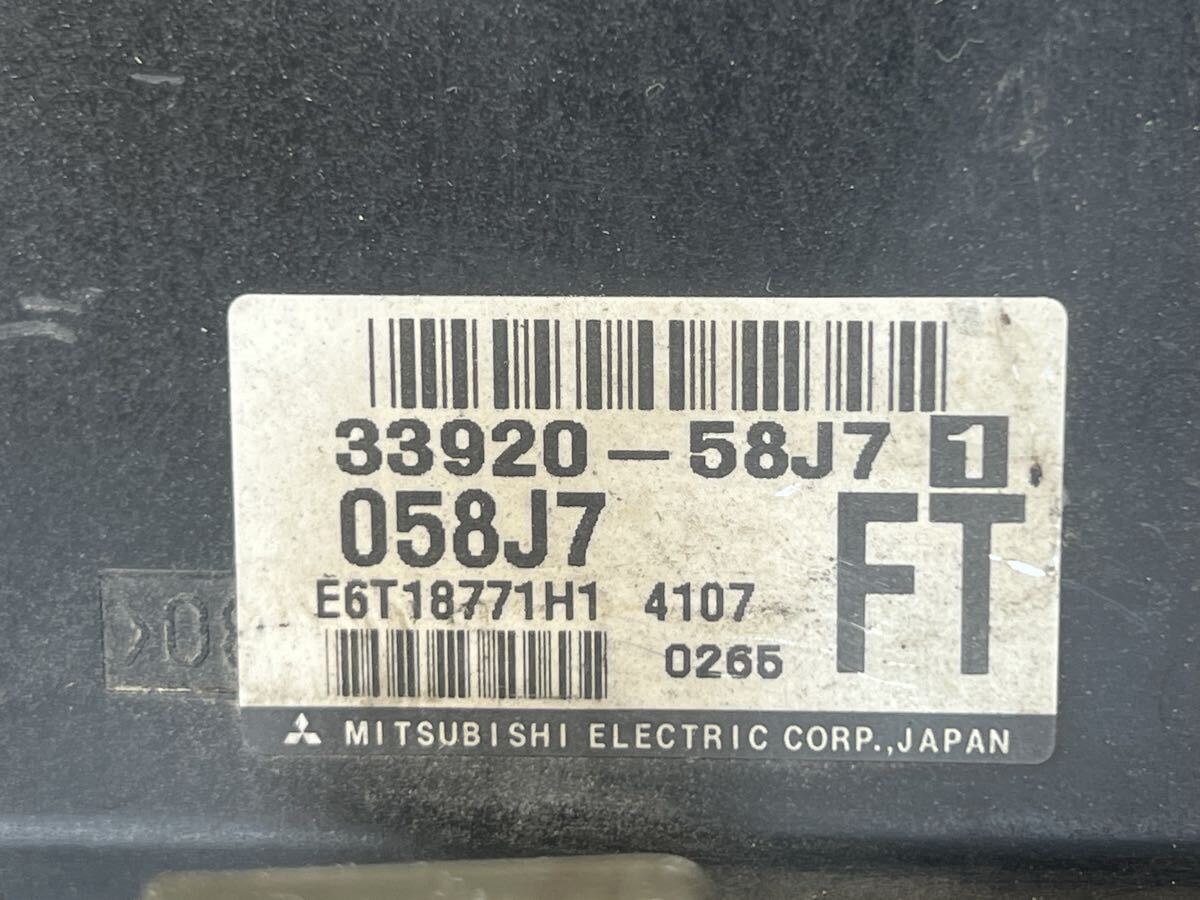 33920-58J7 1
058J7
FT
E6T18771H1 4107
0265
MITSUBISHI ELECTRIC CORP.,JAPAN